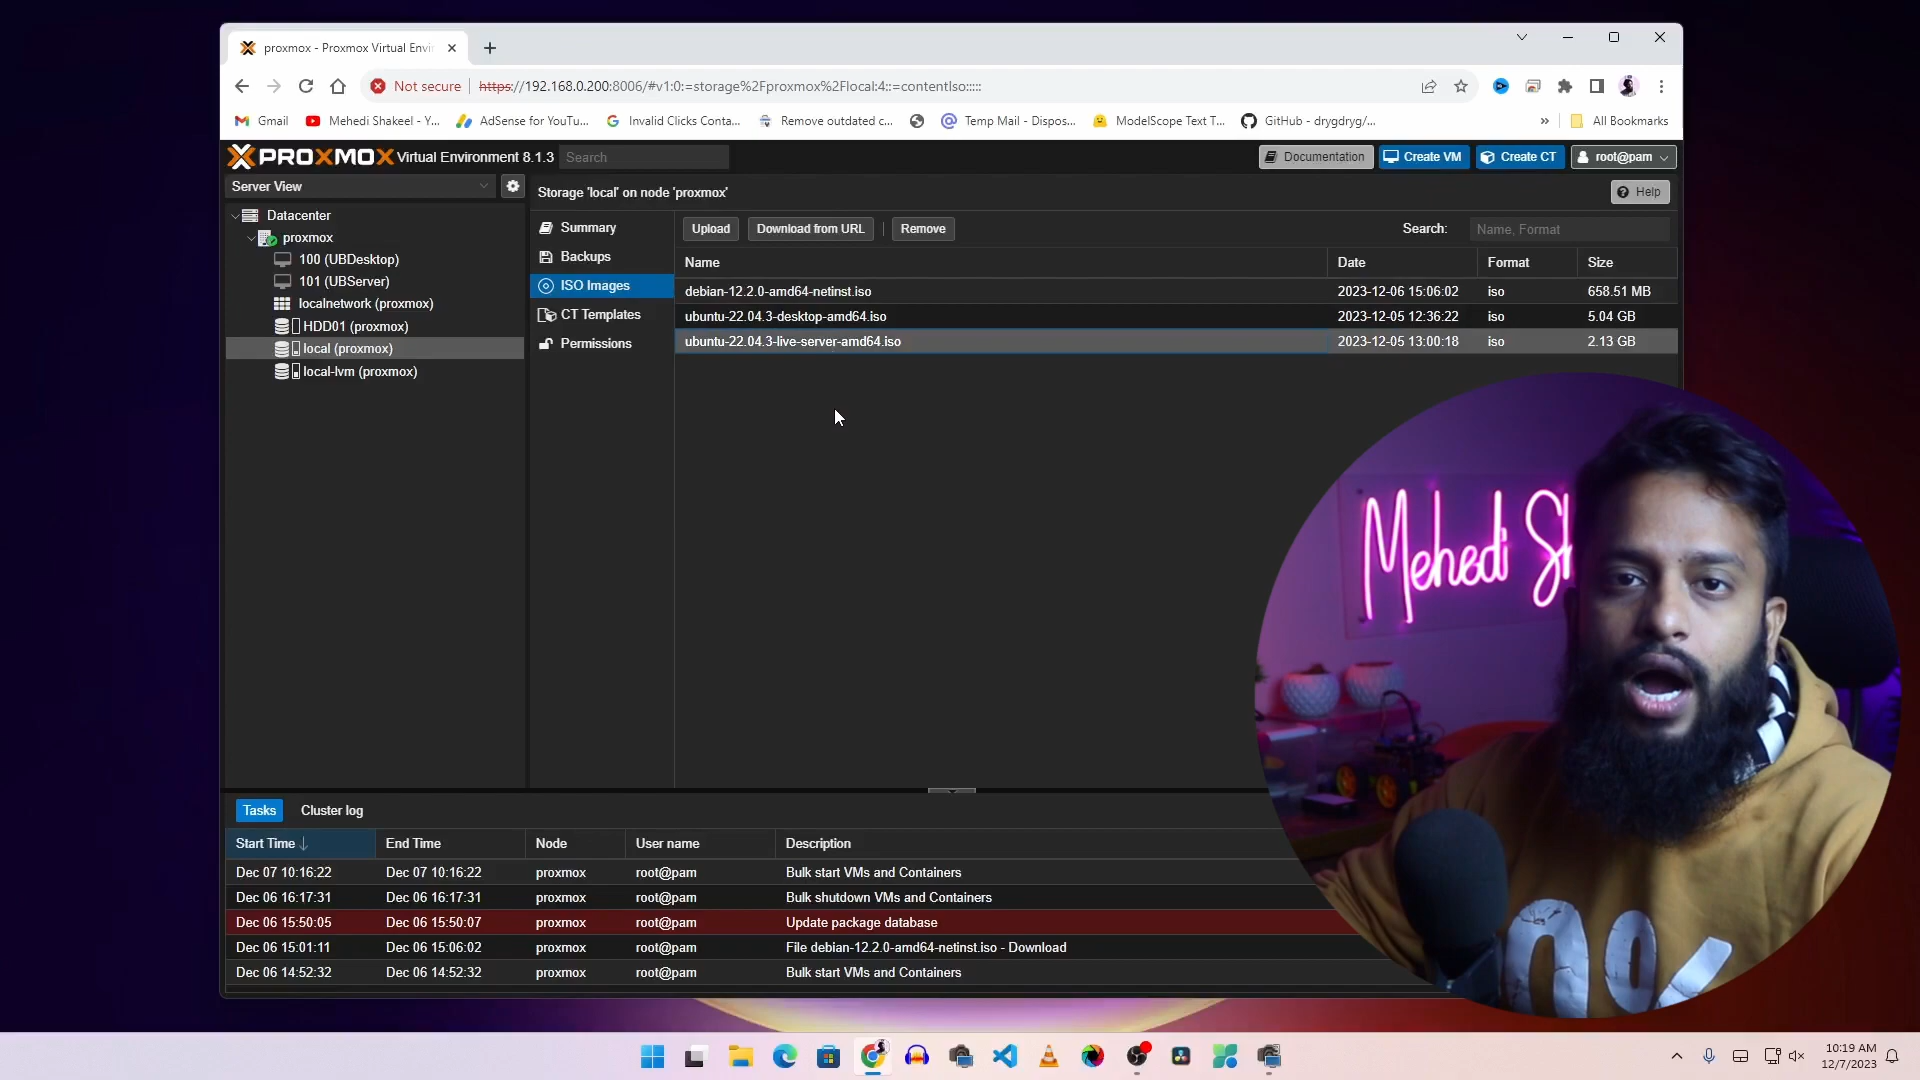 proxmox - Proxmox Virtual Envi
Not secure https://192.168.0.200:8006/#v1:0:=storage%2Fproxmox%2Flocal:4::=contentIso:::::
Gmail Mehedi Shakeel - Y... AdSense for YouTu... Invalid Clicks Conta... Remove outdated c... Temp Mail - Dispos... ModelScope Text T... GitHub - drygdryg/... » All Bookmarks
PROXMOX Virtual Environment 8.1.3 Search Documentation Create VM Create CT root@pam
Server View Storage 'local' on node 'proxmox' Help
Datacenter
proxmox
100 (UBDesktop)
101 (UBServer)
localnetwork (proxmox)
HDD01 (proxmox)
local (proxmox)
local-lvm (proxmox)
Summary
Backups
ISO Images
CT Templates
Permissions
Upload Download from URL Remove Search: Name, Format
Name Date Format Size
debian-12.2.0-amd64-netinst.iso 2023-12-06 15:06:02 iso 658.51 MB
ubuntu-22.04.3-desktop-amd64.iso 2023-12-05 12:36:22 iso 5.04 GB
ubuntu-22.04.3-live-server-amd64.iso 2023-12-05 13:00:18 iso 2.13 GB
Mehedi Sh
Tasks Cluster log
Start Time End Time Node User name Description
Dec 07 10:16:22 Dec 07 10:16:22 proxmox root@pam Bulk start VMs and Containers
Dec 06 16:17:31 Dec 06 16:17:31 proxmox root@pam Bulk shutdown VMs and Containers
Dec 06 15:50:05 Dec 06 15:50:07 proxmox root@pam Update package database
Dec 06 15:01:11 Dec 06 15:06:02 proxmox root@pam File debian-12.2.0-amd64-netinst.iso - Download
Dec 06 14:52:32 Dec 06 14:52:32 proxmox root@pam Bulk start VMs and Containers
10:19 AM
12/7/2023